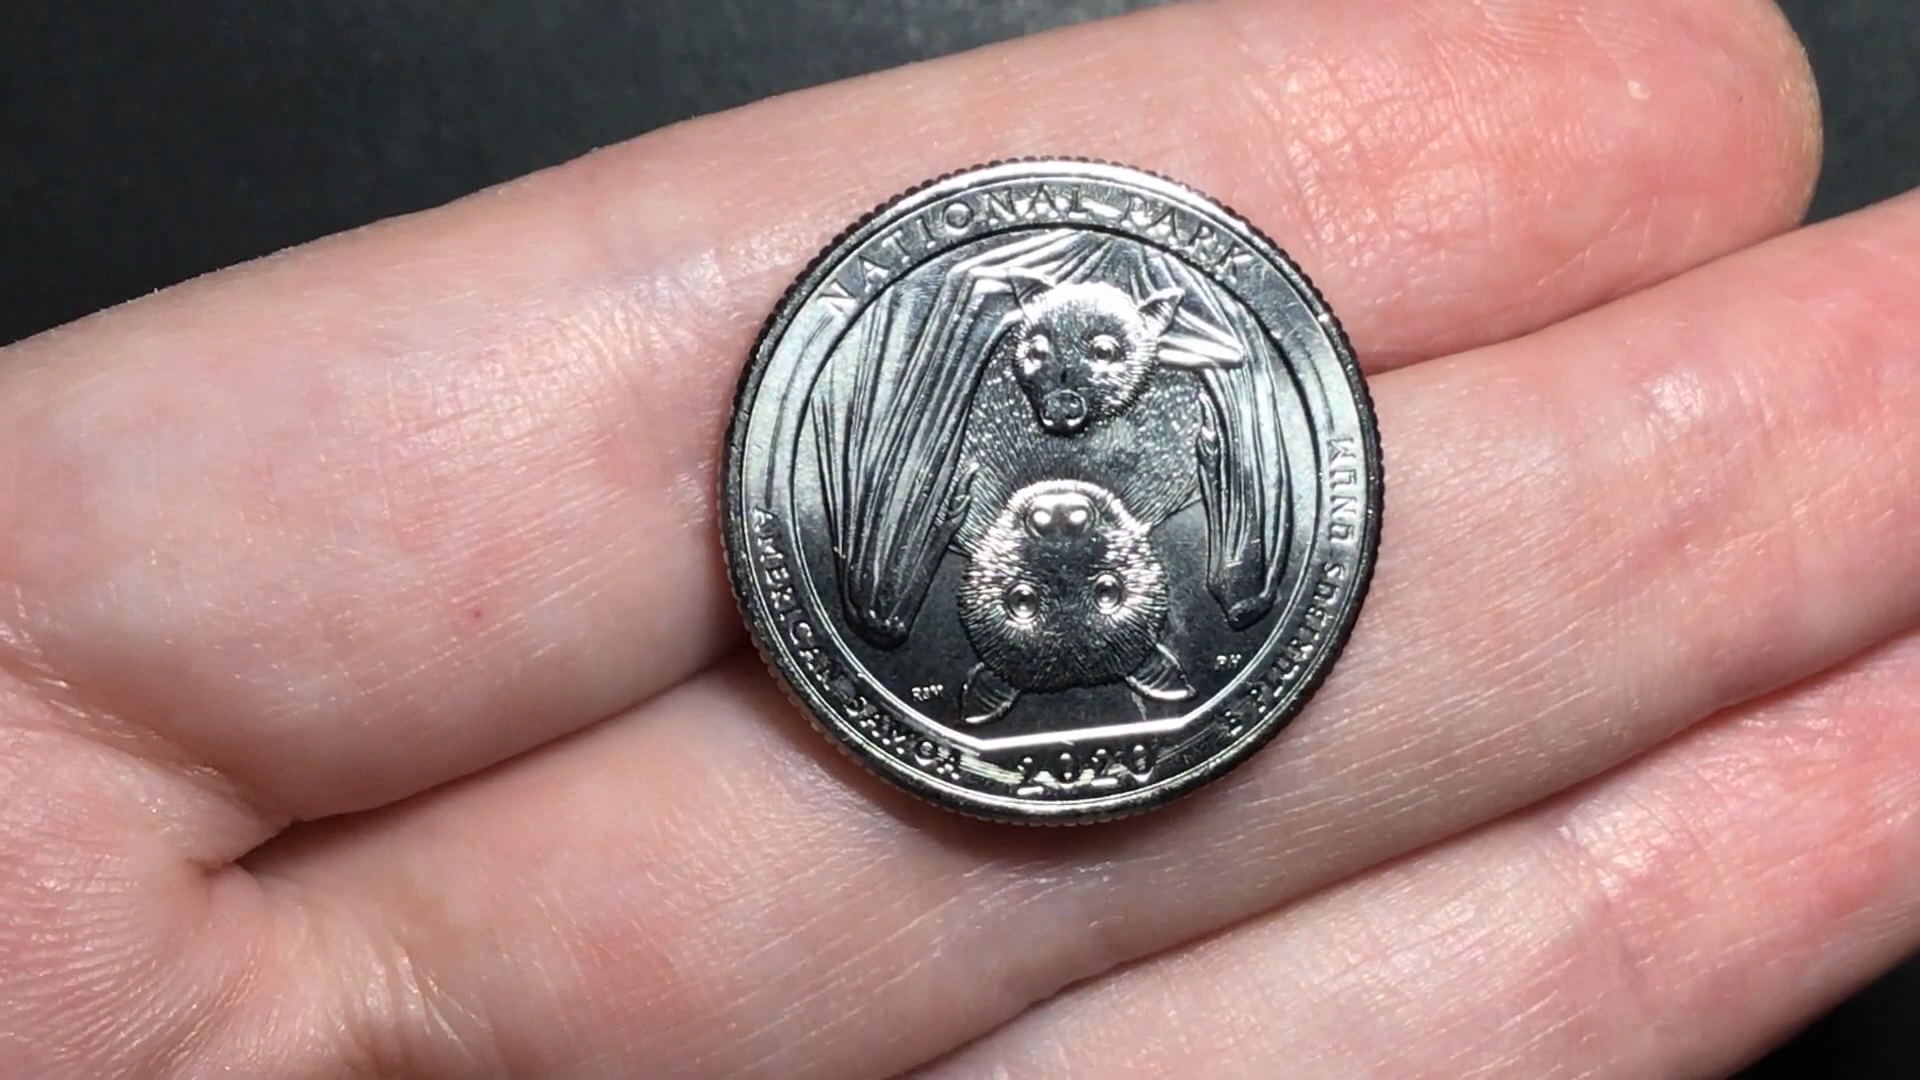 NATIONAL PARK
AMERICAN SAMOA
2020
E PLURIBUS UNUM